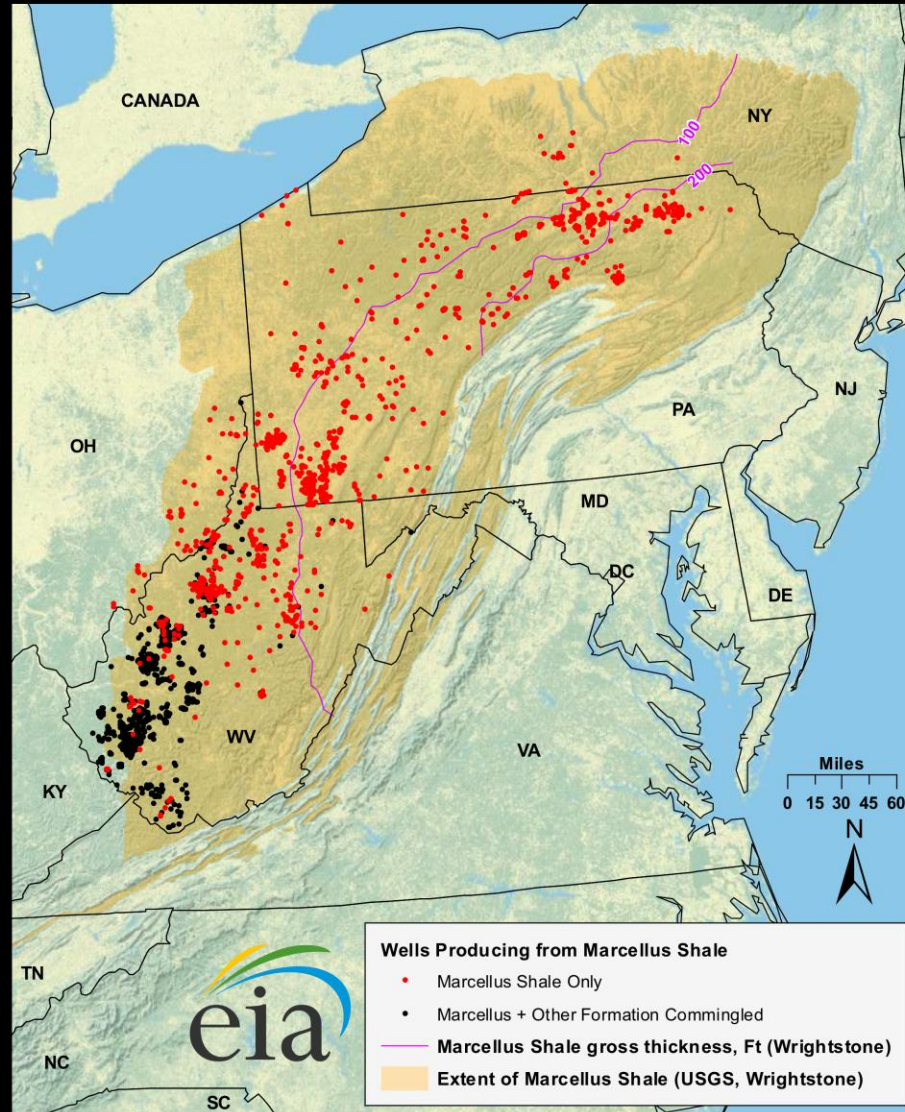 CANADA
NY
100
200
OH
PA
NJ
MD
DC
DE
WV
VA
KY
Miles
0 15 30 45 60
N
TN
NC
SC
eia
Wells Producing from Marcellus Shale
Marcellus Shale Only
Marcellus + Other Formation Commingled
Marcellus Shale gross thickness, Ft (Wrightstone)
Extent of Marcellus Shale (USGS, Wrightstone)